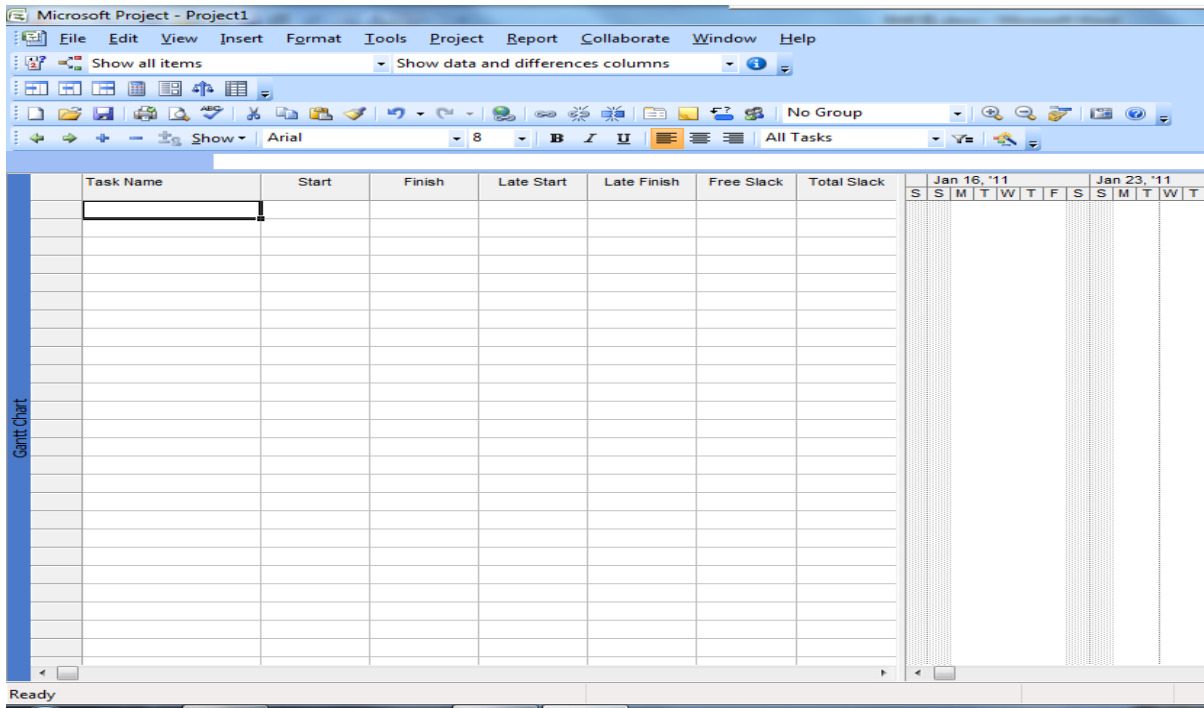 Microsoft Project - Project1
File Edit View Insert Format Tools Project Report Collaborate Window Help
Show all items Show data and differences columns
No Group
Show Arial 8 B I U All Tasks
Task Name Start Finish Late Start Late Finish Free Slack Total Slack Jan 16, '11 Jan 23, '11
S S M T W T F S S M T W T
Gantt Chart
Ready